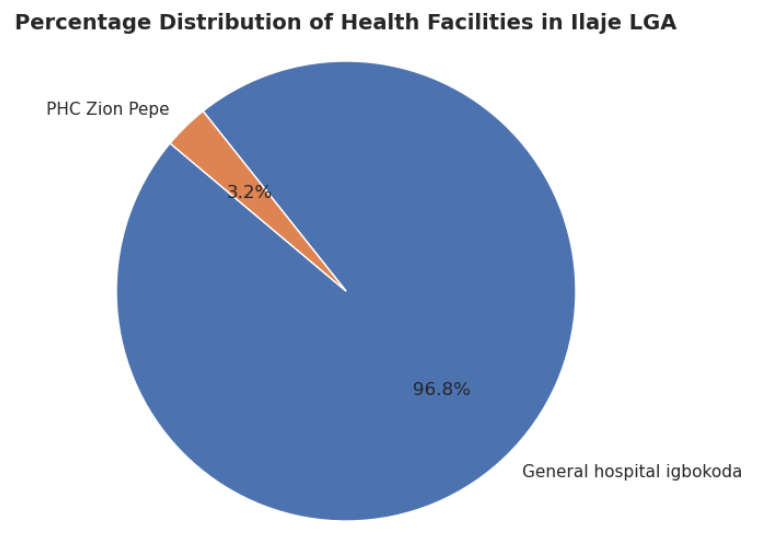 Percentage Distribution of Health Facilities in Ilaje LGA
PHC Zion Pepe
3.2%
96.8%
General hospital igbokoda